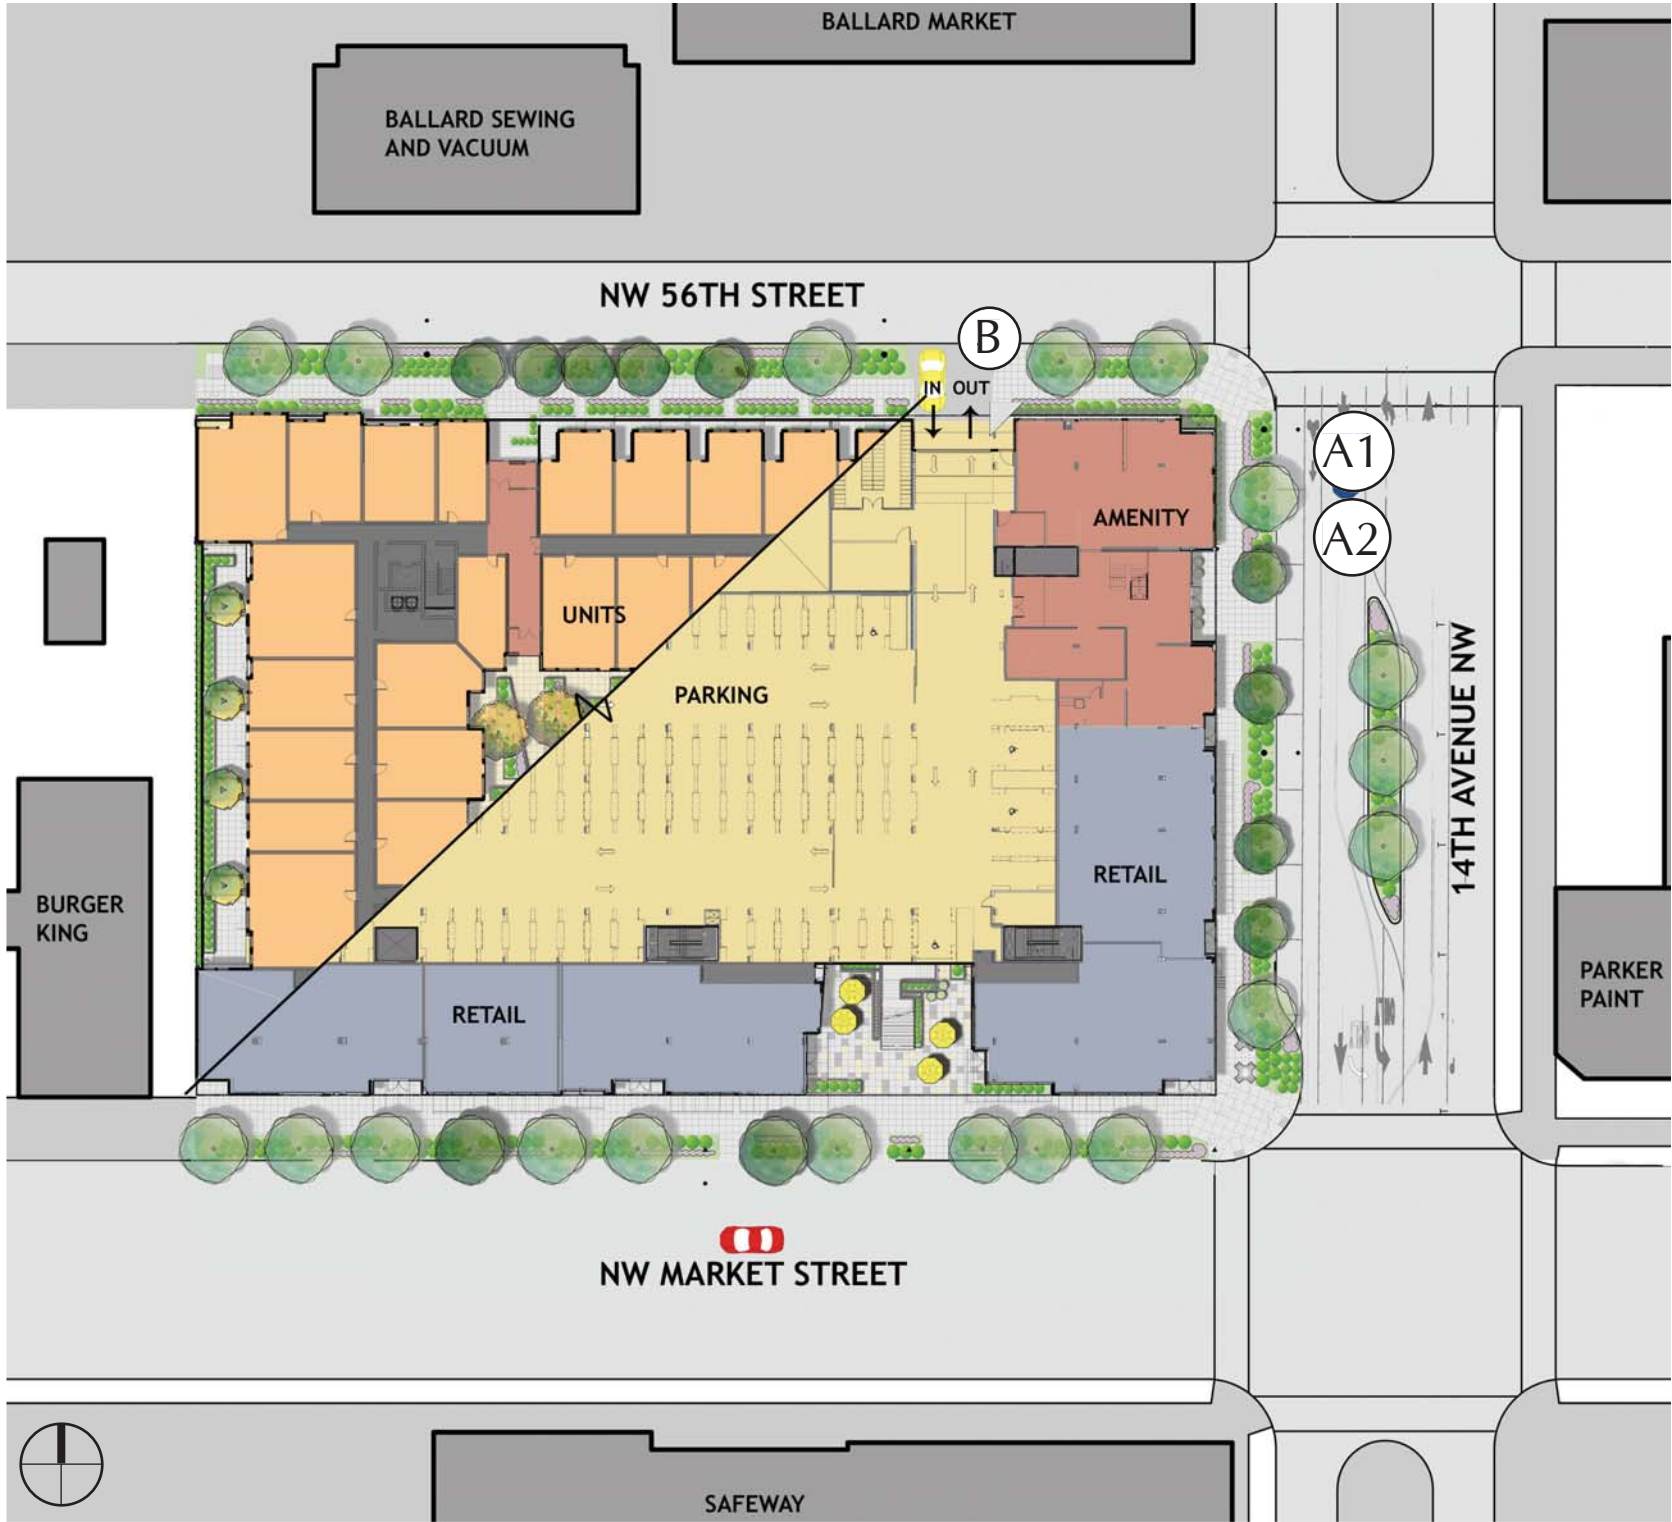 BALLARD MARKET
BALLARD SEWING
AND VACUUM
NW 56TH STREET
B
IN OUT
A1
A2
AMENITY
UNITS
PARKING
14TH AVENUE NW
RETAIL
BURGER
KING
PARKER
PAINT
RETAIL
NW MARKET STREET
SAFEWAY